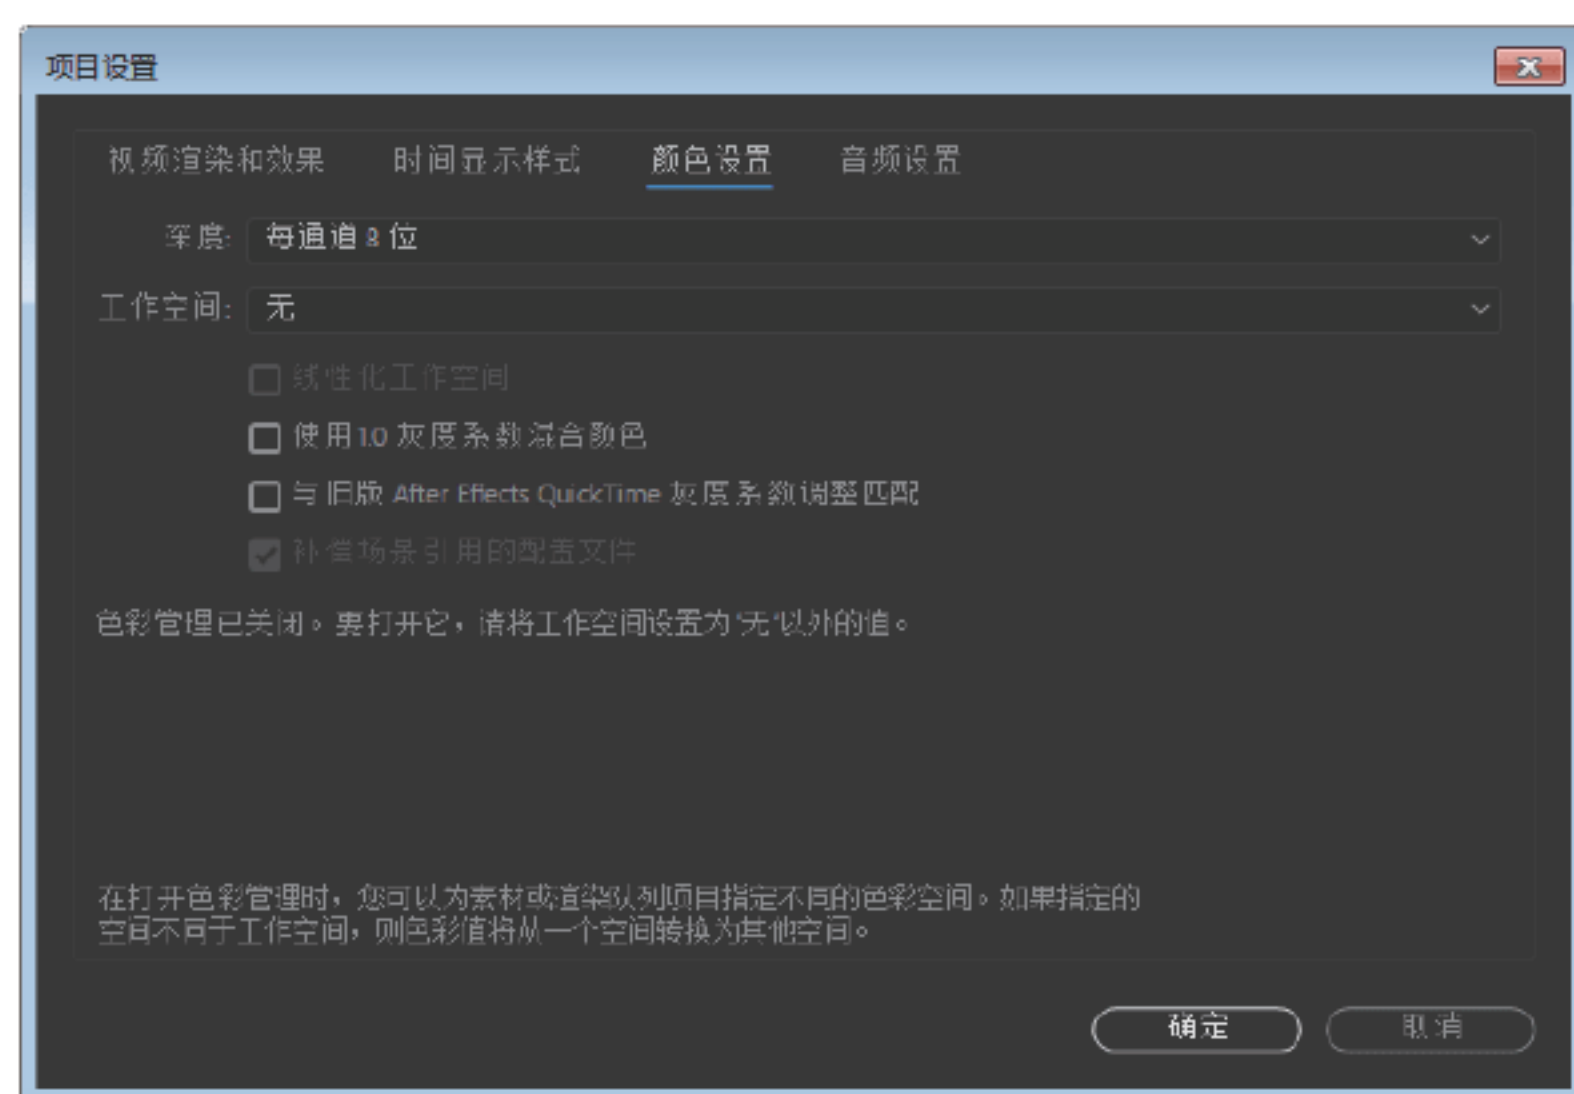 项目设置
视频渲染和效果 时间显示样式 颜色设置 音频设置
深度: 每通道 8 位
工作空间: 无
线性化工作空间
使用 1.0 灰度系数混合颜色
与旧版 After Effects QuickTime 灰度系数调整匹配
补偿场景引用的配置文件
色彩管理已关闭。要打开它，请将工作空间设置为“无”以外的值。
在打开色彩管理时，您可以为素材或渲染队列项目指定不同的色彩空间。如果指定的
空间不同于工作空间，则色彩值将从一个空间转换为其他空间。
确定 取消